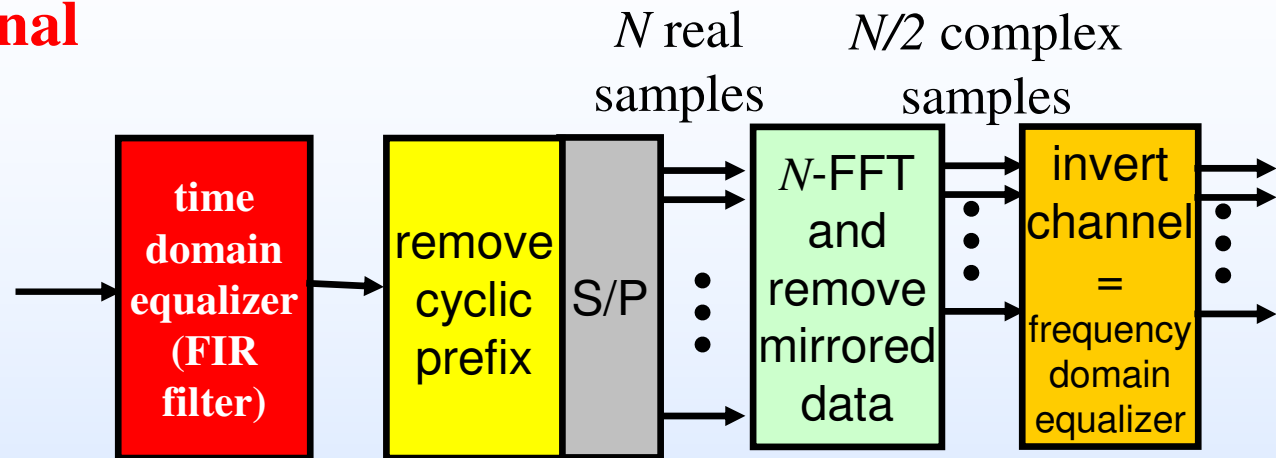 nal
N real
samples
N/2 complex
samples
time
domain
equalizer
(FIR
filter)
remove
cyclic
prefix
S/P
N-FFT
and
remove
mirrored
data
invert
channel
=
frequency
domain
equalizer